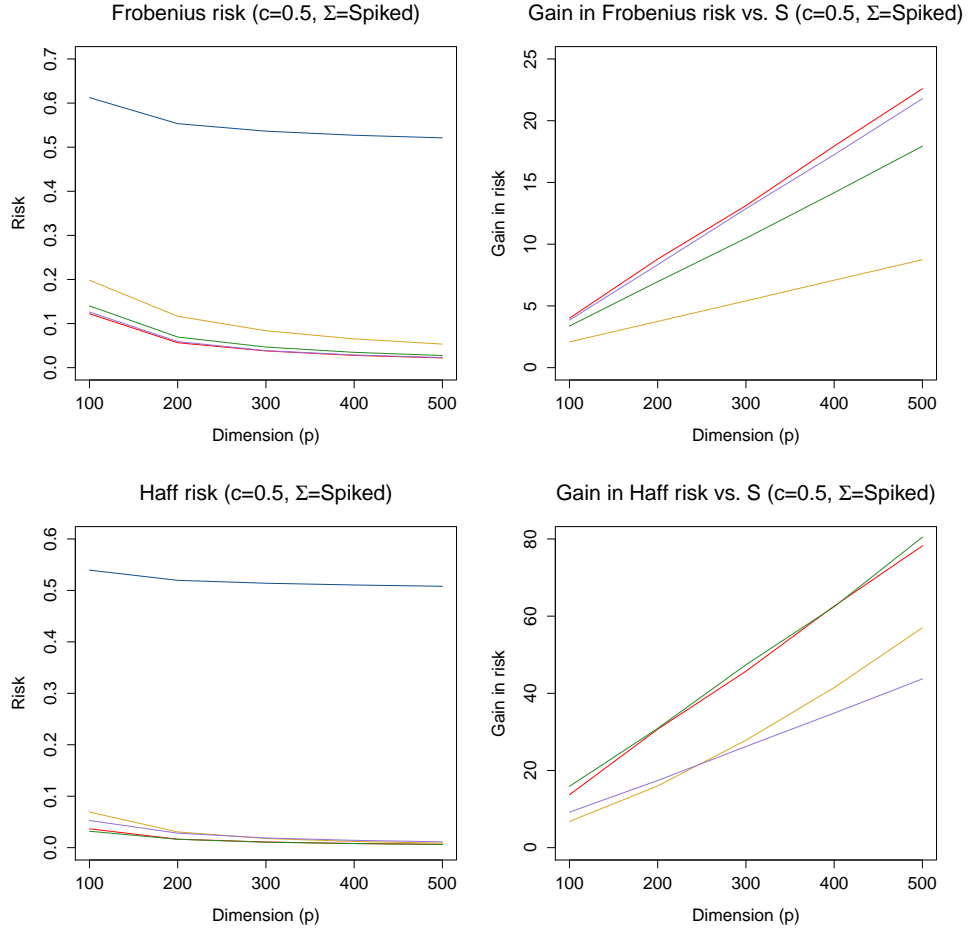 Frobenius risk (c=0.5, Σ=Spiked)
Risk
0.0 0.1 0.2 0.3 0.4 0.5 0.6 0.7
100 200 300 400 500
Dimension (p)
Gain in Frobenius risk vs. S (c=0.5, Σ=Spiked)
Gain in risk
0 5 10 15 20 25
100 200 300 400 500
Dimension (p)
Haff risk (c=0.5, Σ=Spiked)
Risk
0.0 0.1 0.2 0.3 0.4 0.5 0.6
100 200 300 400 500
Dimension (p)
Gain in Haff risk vs. S (c=0.5, Σ=Spiked)
Gain in risk
0 20 40 60 80
100 200 300 400 500
Dimension (p)